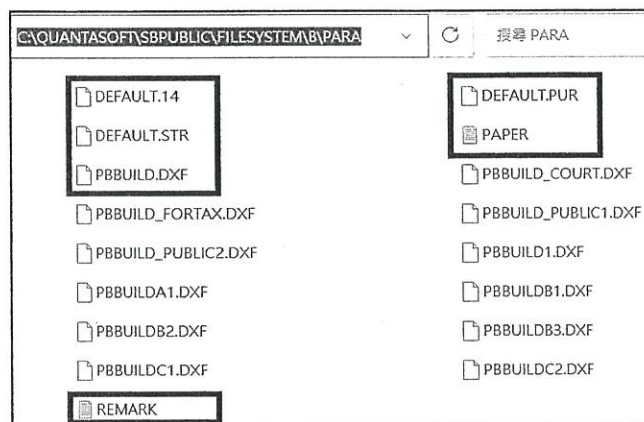 C:\QUANTASOFT\SBPUBLIC\FILESYSTEM\B\PARA 搜尋 PARA
DEFAULT.14 DEFAULT.PUR
DEFAULT.STR PAPER
PBBUILD.DXF PBBUILD_COURT.DXF
PBBUILD_FORTAX.DXF PBBUILD_PUBLIC1.DXF
PBBUILD_PUBLIC2.DXF PBBUILD1.DXF
PBBUILDA1.DXF PBBUILDB1.DXF
PBBUILDB2.DXF PBBUILDB3.DXF
PBBUILDC1.DXF PBBUILDC2.DXF
REMARK